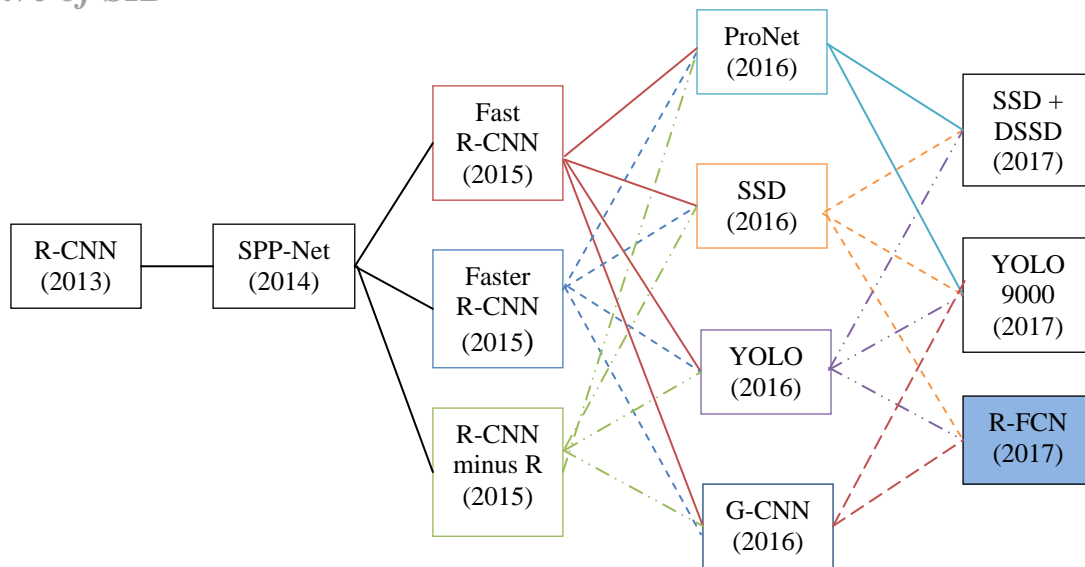 R-CNN
(2013)
SPP-Net
(2014)
Fast
R-CNN
(2015)
Faster
R-CNN
(2015)
R-CNN
minus R
(2015)
ProNet
(2016)
SSD
(2016)
YOLO
(2016)
G-CNN
(2016)
SSD +
DSSD
(2017)
YOLO
9000
(2017)
R-FCN
(2017)